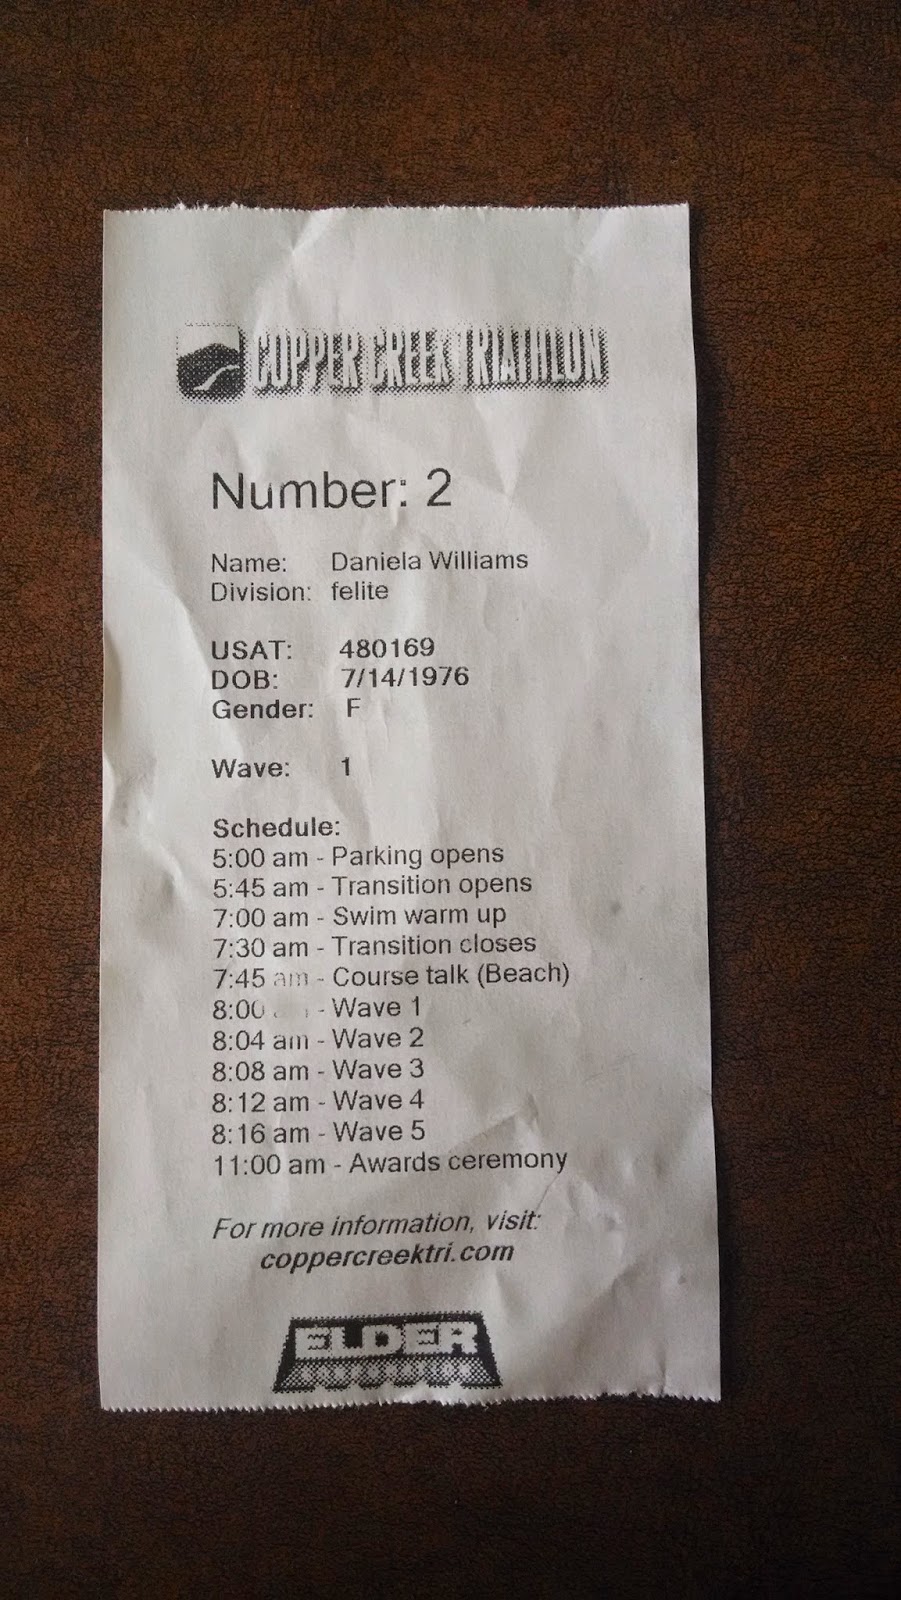 COPPER CREEK TRIATHLON
Number: 2
Name: Daniela Williams
Division: felite
USAT: 480169
DOB: 7/14/1976
Gender: F
Wave: 1
Schedule:
5:00 am - Parking opens
5:45 am - Transition opens
7:00 am - Swim warm up
7:30 am - Transition closes
7:45 am - Course talk (Beach)
8:00 - Wave 1
8:04 am - Wave 2
8:08 am - Wave 3
8:12 am - Wave 4
8:16 am - Wave 5
11:00 am - Awards ceremony
For more information, visit:
coppercreektri.com
ELDER